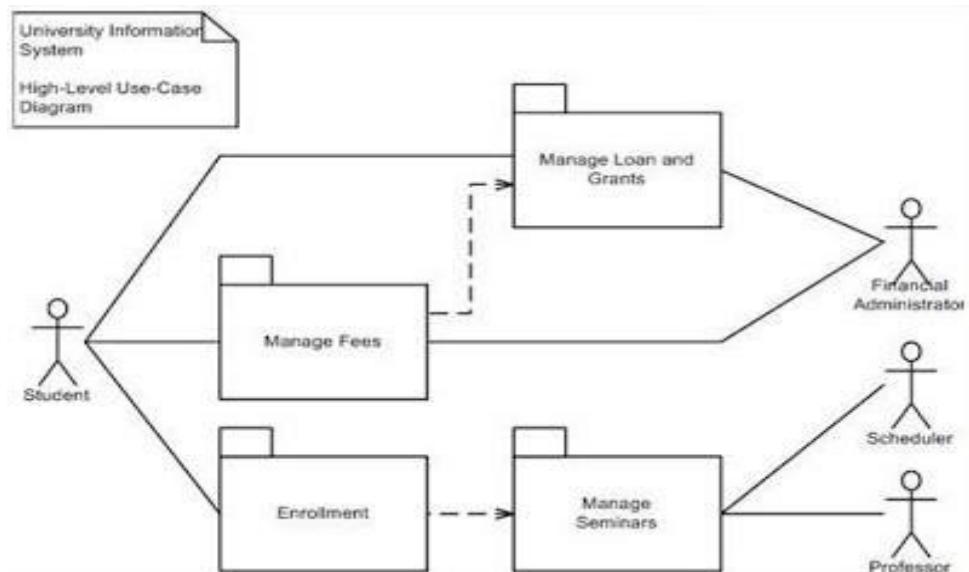 University Information
System
High-Level Use-Case
Diagram
Manage Loan and
Grants
Financial
Administrator
Manage Fees
Student
Scheduler
Enrollment
Manage
Seminars
Professor